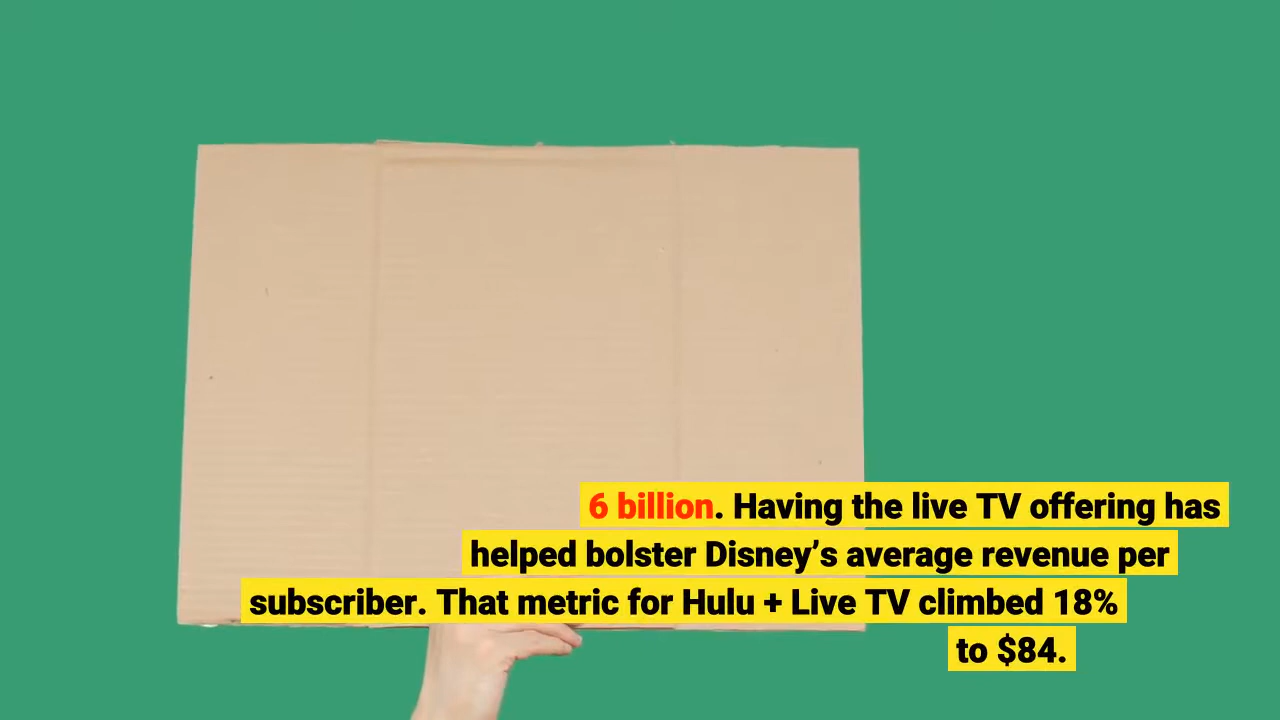 6 billion. Having the live TV offering has
helped bolster Disney’s average revenue per
subscriber. That metric for Hulu + Live TV climbed 18%
to $84.